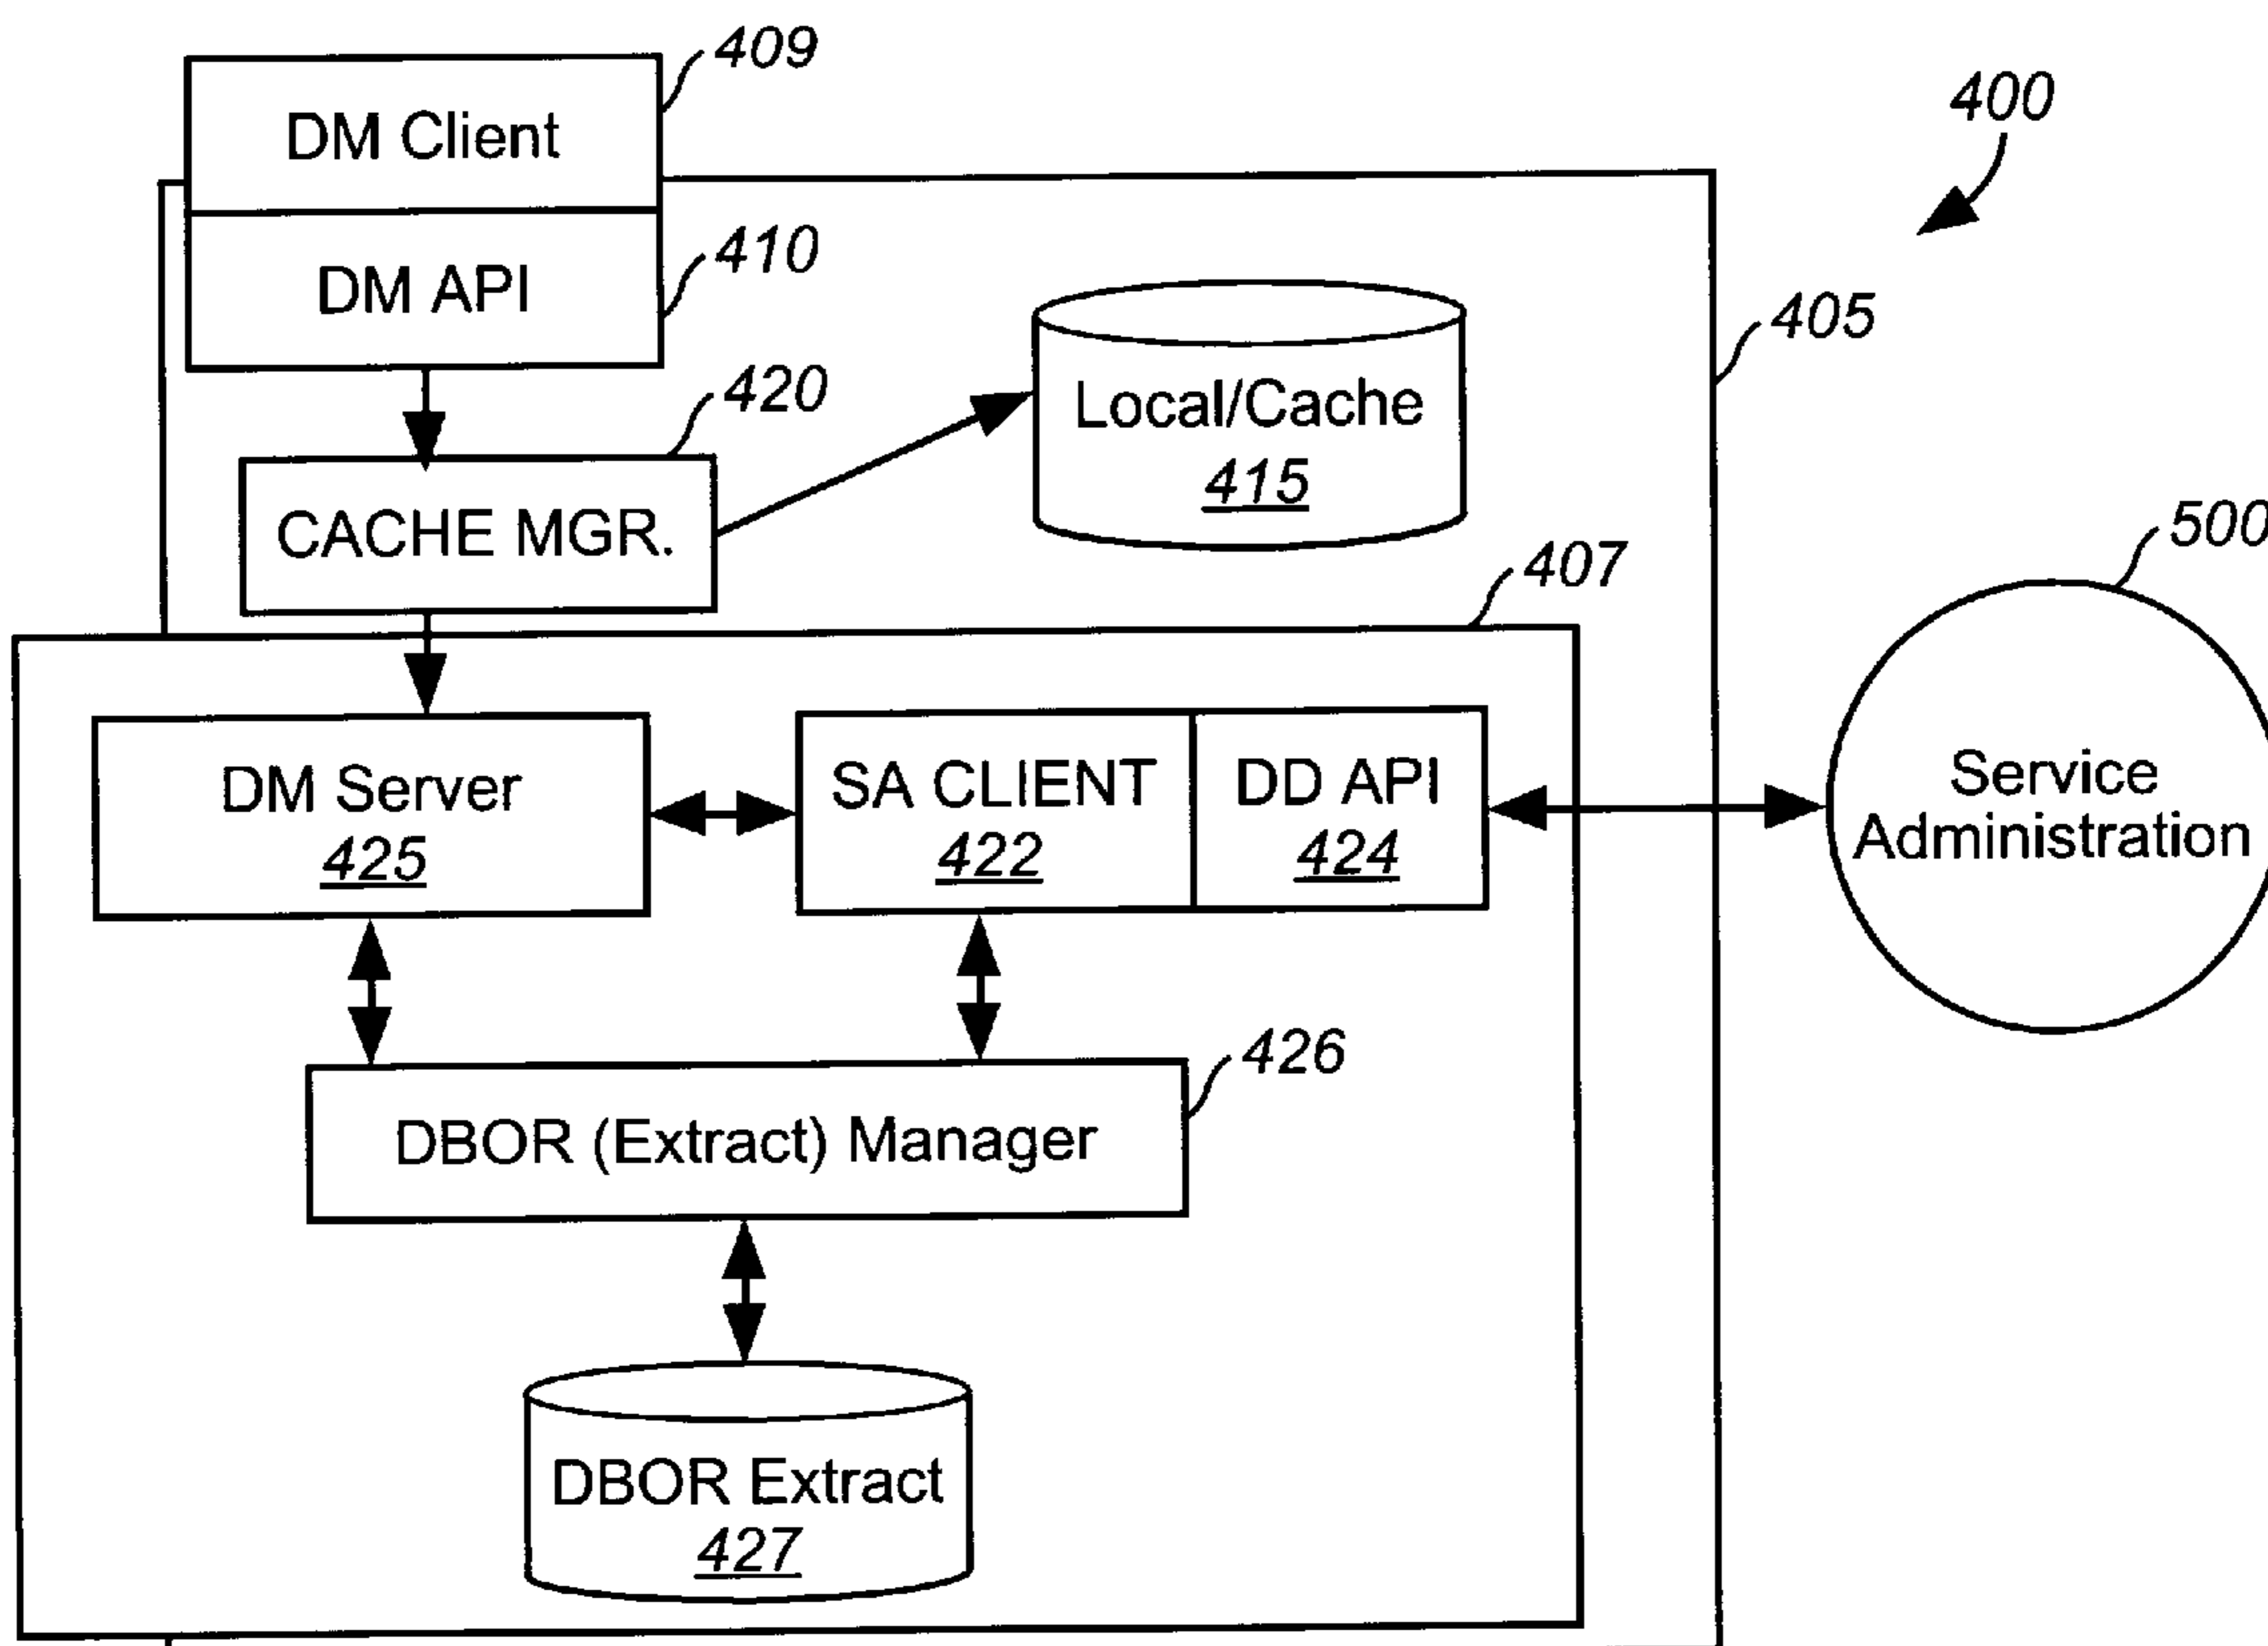 409
DM Client
400
410
DM API
405
420
Local/Cache
415
CACHE MGR.
500
407
DM Server
425
SA CLIENT
422
DD API
424
Service
Administration
426
DBOR (Extract) Manager
DBOR Extract
427